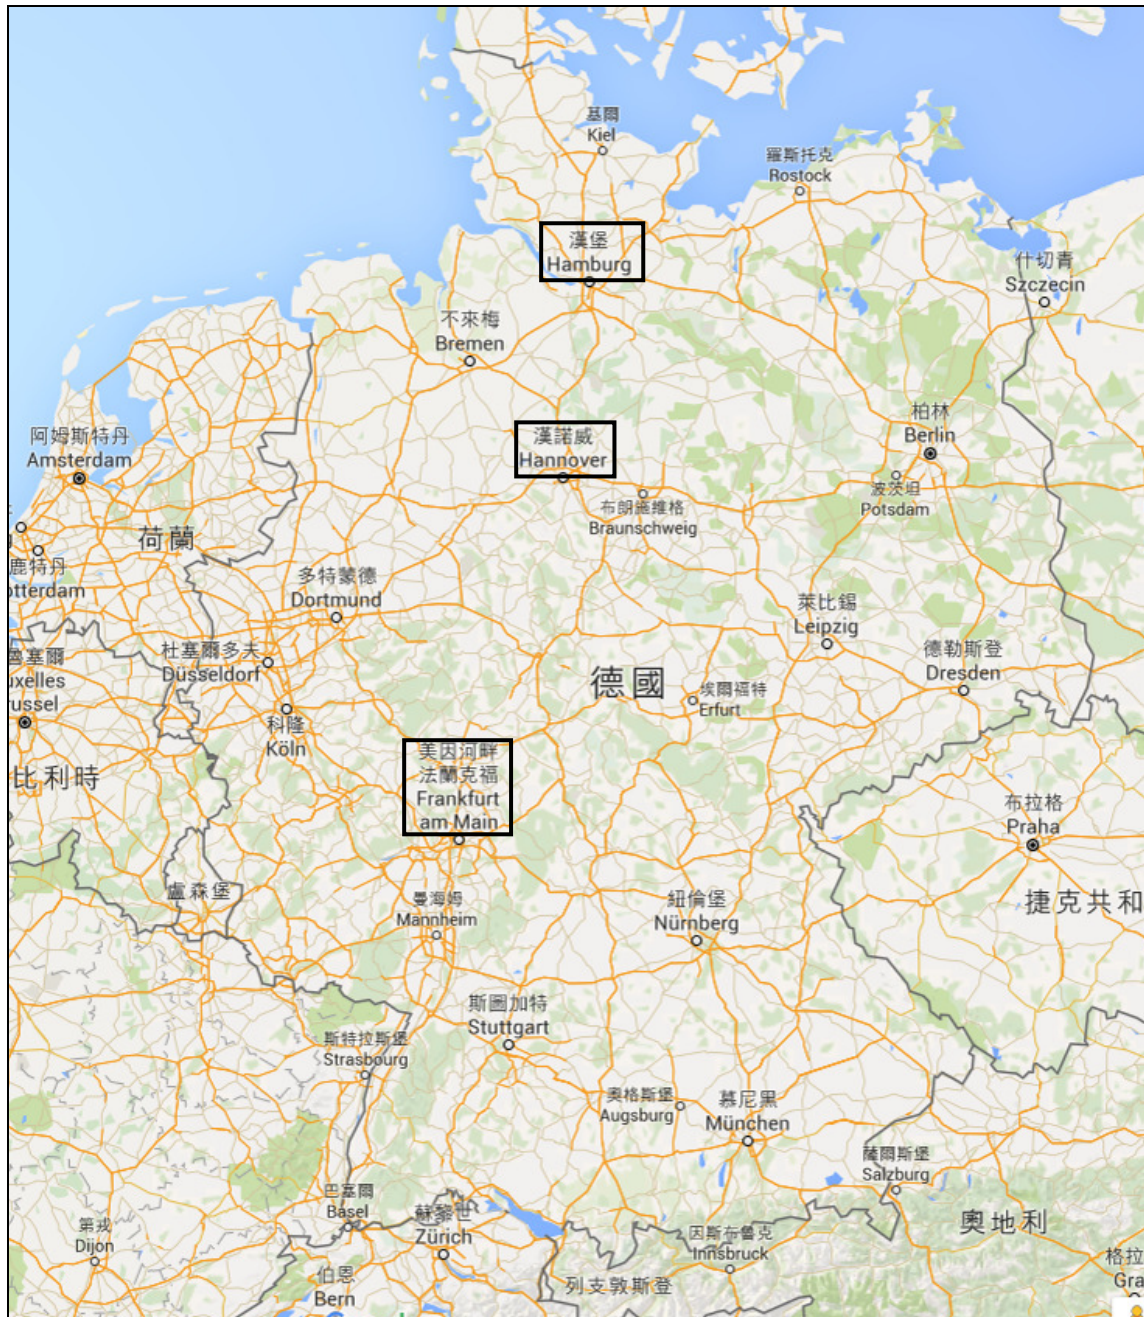 基爾
Kiel
羅斯托克
Rostock
漢堡
Hamburg
什切青
Szczecin
不來梅
Bremen
柏林
Berlin
阿姆斯特丹
Amsterdam
漢諾威
Hannover
波茨坦
Potsdam
布朗施維格
Braunschweig
荷蘭
鹿特丹
otterdam
多特蒙德
Dortmund
萊比錫
Leipzig
杜塞爾多夫
Düsseldorf
德勒斯登
Dresden
魯塞爾
uxelles
russel
德國
埃爾福特
Erfurt
科隆
Köln
美因河畔
法蘭克福
Frankfurt
am Main
比利時
布拉格
Praha
盧森堡
曼海姆
Mannheim
紐倫堡
Nürnberg
捷克共和
斯圖加特
Stuttgart
斯特拉斯堡
Strasbourg
奧格斯堡
Augsburg
慕尼黑
München
薩爾斯堡
Salzburg
巴塞爾
Basel
蘇黎世
Zürich
第戎
Dijon
因斯布魯克
Innsbruck
奧地利
伯恩
Bern
列支敦斯登
格拉
Gra